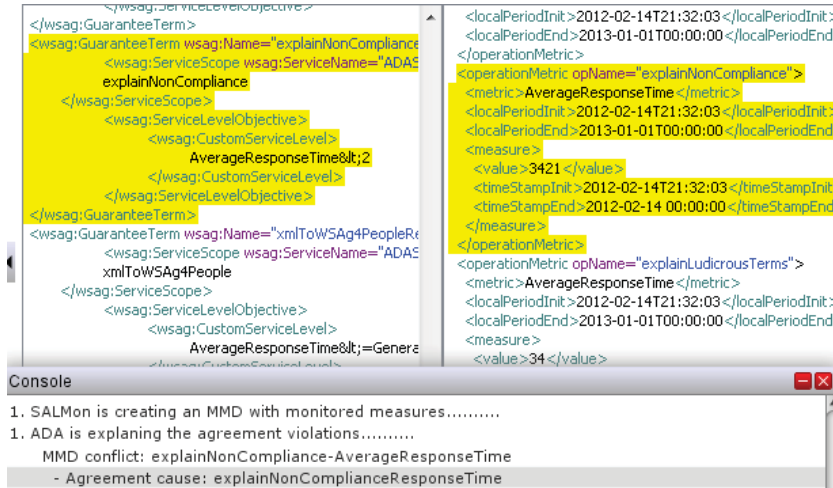 </wsag:ServiceLevelObjective>
</wsag:GuaranteeTerm>
<wsag:GuaranteeTerm wsag:Name="explainNonCompliance
<wsag:ServiceScope wsag:ServiceName="ADAS
explainNonCompliance
</wsag:ServiceScope>
<wsag:ServiceLevelObjective>
<wsag:CustomServiceLevel>
AverageResponseTime&lt;2
</wsag:CustomServiceLevel>
</wsag:ServiceLevelObjective>
</wsag:GuaranteeTerm>
<wsag:GuaranteeTerm wsag:Name="xmlToWSAg4PeopleRe
<wsag:ServiceScope wsag:ServiceName="ADAS
xmlToWSAg4People
</wsag:ServiceScope>
<wsag:ServiceLevelObjective>
<wsag:CustomServiceLevel>
AverageResponseTime&lt;=Genera
</wsag:CustomServiceLevel>
<localPeriodInit>2012-02-14T21:32:03</localPeriodInit>
<localPeriodEnd>2013-01-01T00:00:00</localPeriodEnd
</operationMetric>
<operationMetric opName="explainNonCompliance">
<metric>AverageResponseTime</metric>
<localPeriodInit>2012-02-14T21:32:03</localPeriodInit>
<localPeriodEnd>2013-01-01T00:00:00</localPeriodEnd
<measure>
<value>3421</value>
<timeStampInit>2012-02-14T21:32:03</timeStampInit
<timeStampEnd>2012-02-14 00:00:00</timeStampEnd
</measure>
</operationMetric>
<operationMetric opName="explainLudicrousTerms">
<metric>AverageResponseTime</metric>
<localPeriodInit>2012-02-14T21:32:03</localPeriodInit>
<localPeriodEnd>2013-01-01T00:00:00</localPeriodEnd
<measure>
<value>34</value>
Console
1. SALMon is creating an MMD with monitored measures..........
1. ADA is explaning the agreement violations..........
MMD conflict: explainNonCompliance-AverageResponseTime
- Agreement cause: explainNonComplianceResponseTime